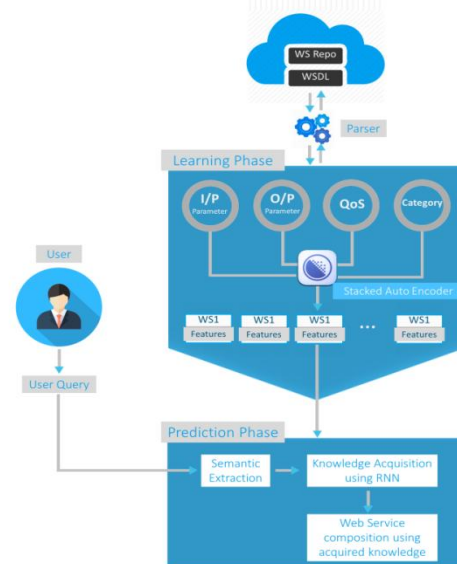 WS Repo
WSDL
Parser
Learning Phase
I/P
Parameter
O/P
Parameter
QoS
Category
Stacked Auto Encoder
WS1
Features
WS1
Features
WS1
Features
...
WS1
Features
User
User Query
Prediction Phase
Semantic
Extraction
Knowledge Acquisition
using RNN
Web Service
composition using
acquired knowledge